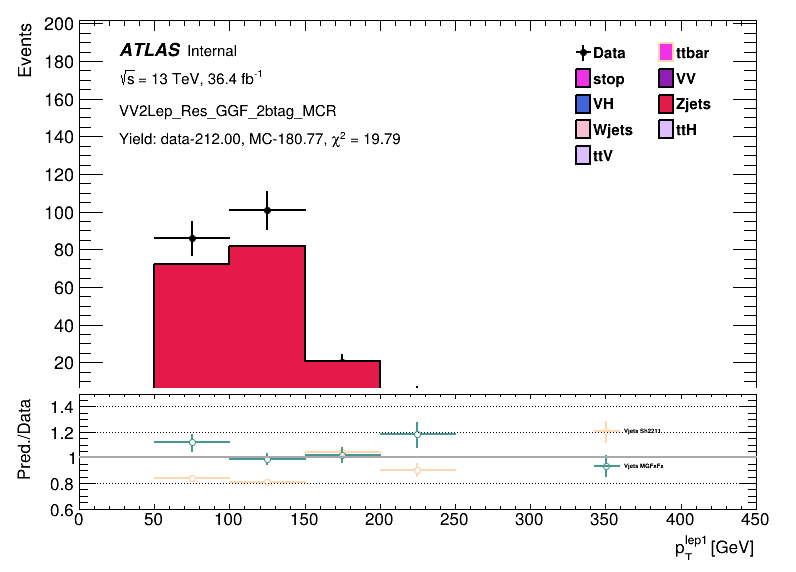 Events
200
180
160
140
120
100
80
60
40
20
ATLAS Internal
√s = 13 TeV, 36.4 fb⁻¹
VV2Lep_Res_GGF_2btag_MCR
Yield: data-212.00, MC-180.77, χ² = 19.79
Data
ttbar
stop
VV
VH
Zjets
Wjets
ttH
ttV
Pred./Data
1.4
1.2
1
0.8
0.6
Vjets Sh2211
Vjets MGFxFx
0 50 100 150 200 250 300 350 400 450
p_T^lep1 [GeV]